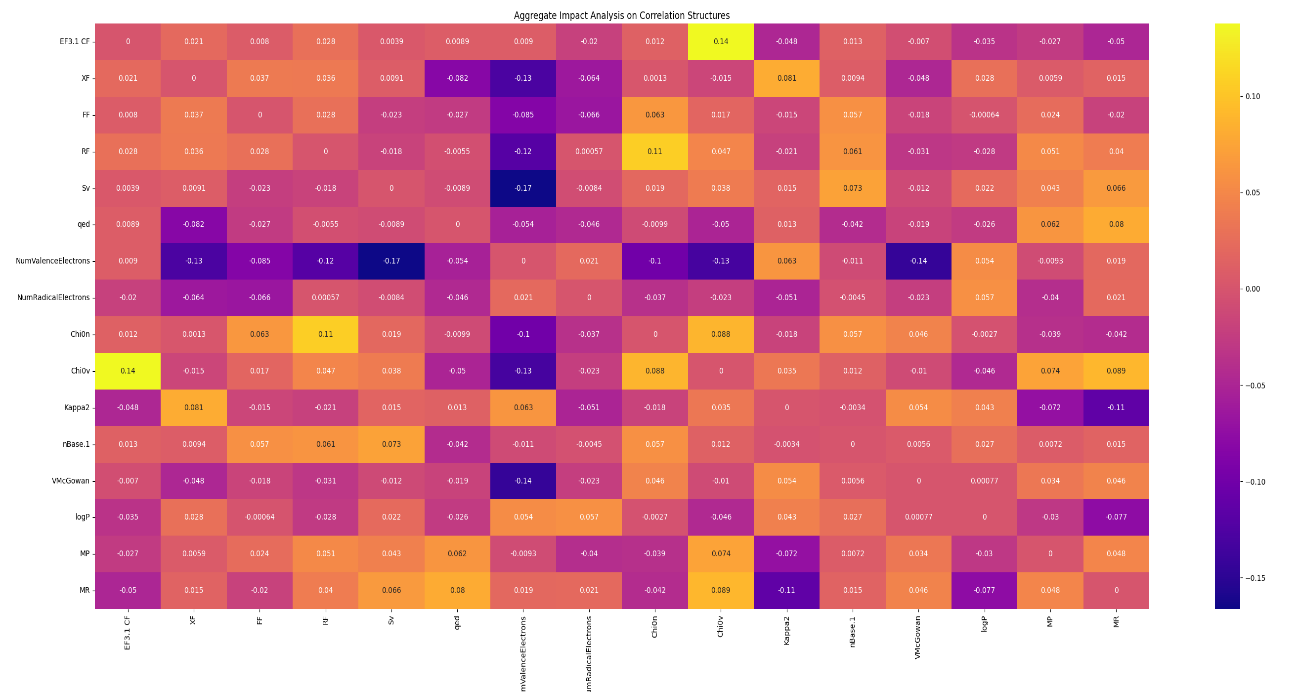 Aggregate Impact Analysis on Correlation Structures
EF3.1 CF 0 0.021 0.008 0.028 0.0039 0.0089 0.009 -0.02 0.012 0.14 -0.048 0.013 -0.007 -0.035 -0.027 -0.05
XF 0.021 0 0.037 0.036 0.0091 -0.082 -0.13 -0.064 0.0013 -0.015 0.081 0.0094 -0.048 0.028 0.0059 0.015
FF 0.008 0.037 0 0.028 -0.023 -0.027 -0.085 -0.066 0.063 0.017 -0.015 0.057 -0.018 -0.00064 0.024 -0.02
RF 0.028 0.036 0.028 0 -0.018 -0.0055 -0.12 0.00057 0.11 0.047 -0.021 0.061 -0.031 -0.028 0.051 0.04
Sv 0.0039 0.0091 -0.023 -0.018 0 -0.0089 -0.17 -0.0084 0.019 0.038 0.015 0.073 -0.012 0.022 0.043 0.066
qed 0.0089 -0.082 -0.027 -0.0055 -0.0089 0 -0.054 -0.046 -0.0099 -0.05 0.013 -0.042 -0.019 -0.026 0.062 0.08
NumValenceElectrons 0.009 -0.13 -0.085 -0.12 -0.17 -0.054 0 0.021 -0.1 -0.13 0.063 -0.011 -0.14 0.054 -0.0093 0.019
NumRadicalElectrons -0.02 -0.064 -0.066 0.00057 -0.0084 -0.046 0.021 0 -0.037 -0.023 -0.051 -0.0045 -0.023 0.057 -0.04 0.021
Chi0n 0.012 0.0013 0.063 0.11 0.019 -0.0099 -0.1 -0.037 0 0.088 -0.018 0.057 0.046 -0.0027 -0.039 -0.042
Chi0v 0.14 -0.015 0.017 0.047 0.038 -0.05 -0.13 -0.023 0.088 0 0.035 0.012 -0.01 -0.046 0.074 0.089
Kappa2 -0.048 0.081 -0.015 -0.021 0.015 0.013 0.063 -0.051 -0.018 0.035 0 -0.0034 0.054 0.043 -0.072 -0.11
nBase.1 0.013 0.0094 0.057 0.061 0.073 -0.042 -0.011 -0.0045 0.057 0.012 -0.0034 0 0.0056 0.027 0.0072 0.015
VMcGowan -0.007 -0.048 -0.018 -0.031 -0.012 -0.019 -0.14 -0.023 0.046 -0.01 0.054 0.0056 0 0.00077 0.034 0.046
logP -0.035 0.028 -0.00064 -0.028 0.022 -0.026 0.054 0.057 -0.0027 -0.046 0.043 0.027 0.00077 0 -0.03 -0.077
MP -0.027 0.0059 0.024 0.051 0.043 0.062 -0.0093 -0.04 -0.039 0.074 -0.072 0.0072 0.034 -0.03 0 0.048
MR -0.05 0.015 -0.02 0.04 0.066 0.08 0.019 0.021 -0.042 0.089 -0.11 0.015 0.046 -0.077 0.048 0
EF3.1 CF XF FF RF Sv qed mValenceElectrons umRadicalElectrons Chi0n Chi0v Kappa2 nBase.1 VMcGowan logP MP MR
0.10
0.05
0.00
-0.05
-0.10
-0.15